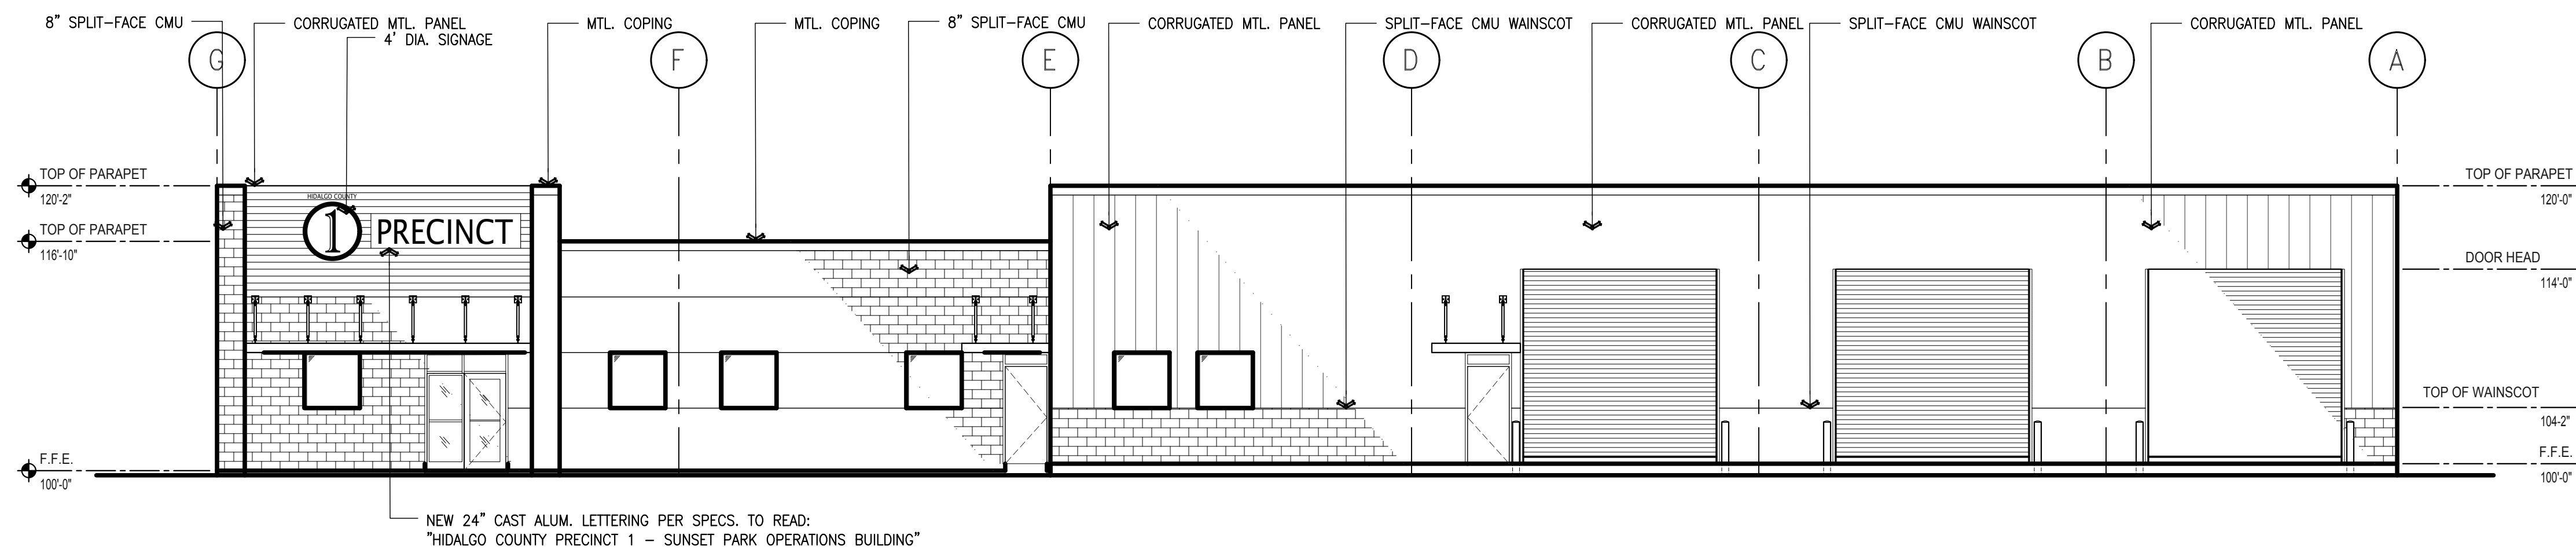 8" SPLIT-FACE CMU
CORRUGATED MTL. PANEL
4' DIA. SIGNAGE
MTL. COPING
MTL. COPING
8" SPLIT-FACE CMU
CORRUGATED MTL. PANEL
SPLIT-FACE CMU WAINSCOT
CORRUGATED MTL. PANEL
SPLIT-FACE CMU WAINSCOT
CORRUGATED MTL. PANEL
G
F
E
D
C
B
A
TOP OF PARAPET
120'-2"
TOP OF PARAPET
116'-10"
F.F.E.
100'-0"
HIDALGO COUNTY
1 PRECINCT
TOP OF PARAPET
120'-0"
DOOR HEAD
114'-0"
TOP OF WAINSCOT
104-2"
F.F.E.
100'-0"
NEW 24" CAST ALUM. LETTERING PER SPECS. TO READ:
"HIDALGO COUNTY PRECINCT 1 - SUNSET PARK OPERATIONS BUILDING"